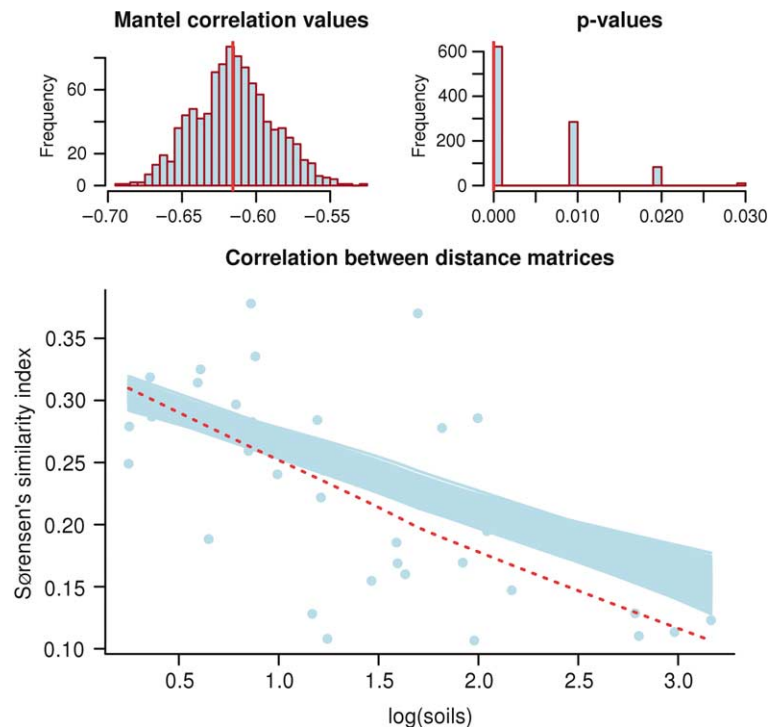 Mantel correlation values
Frequency
60
20
0
−0.70 −0.65 −0.60 −0.55
p-values
Frequency
600
400
200
0
0.000 0.010 0.020 0.030
Correlation between distance matrices
Sørensen's similarity index
0.35
0.30
0.25
0.20
0.15
0.10
0.5 1.0 1.5 2.0 2.5 3.0
log(soils)